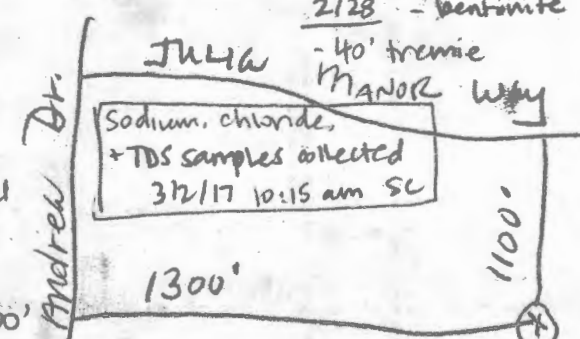 2/28 - bentonite
-40' tremie
JULIA
MANOR Way
Andrew Dr.
Sodium, chloride,
+ TDS samples collected
3/2/17 10:15 am SC
1100'
1300'